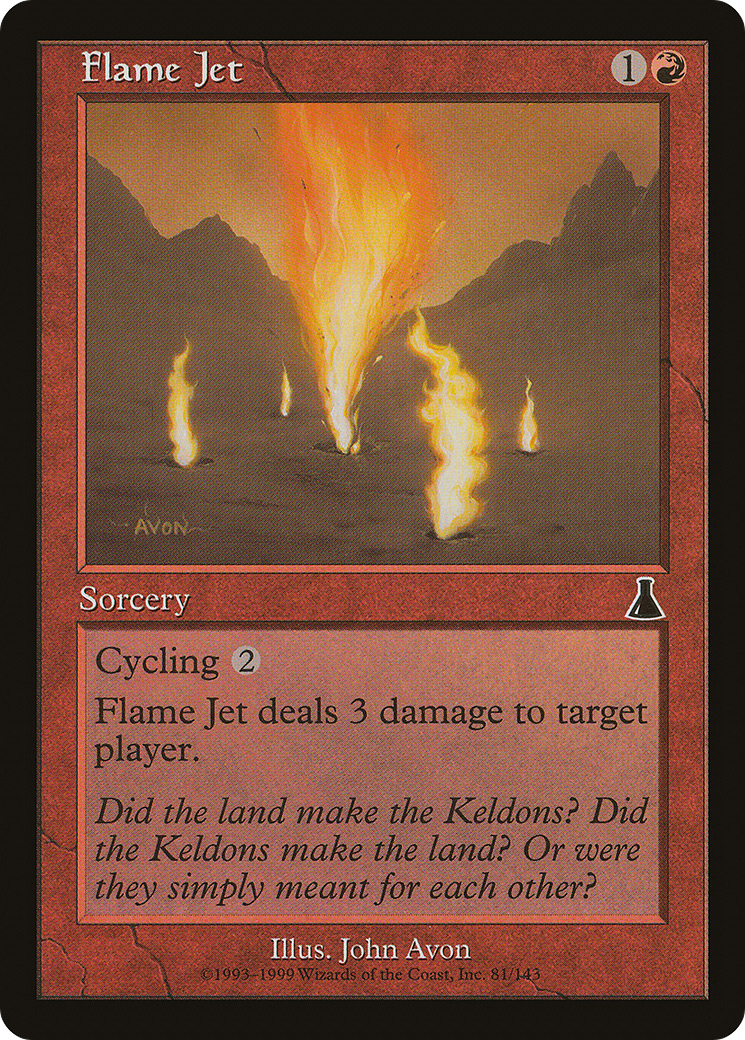 Flame Jet 1
AVON
Sorcery
Cycling 2
Flame Jet deals 3 damage to target
player.
Did the land make the Keldons? Did
the Keldons make the land? Or were
they simply meant for each other?
Illus. John Avon
©1993–1999 Wizards of the Coast, Inc. 81/143